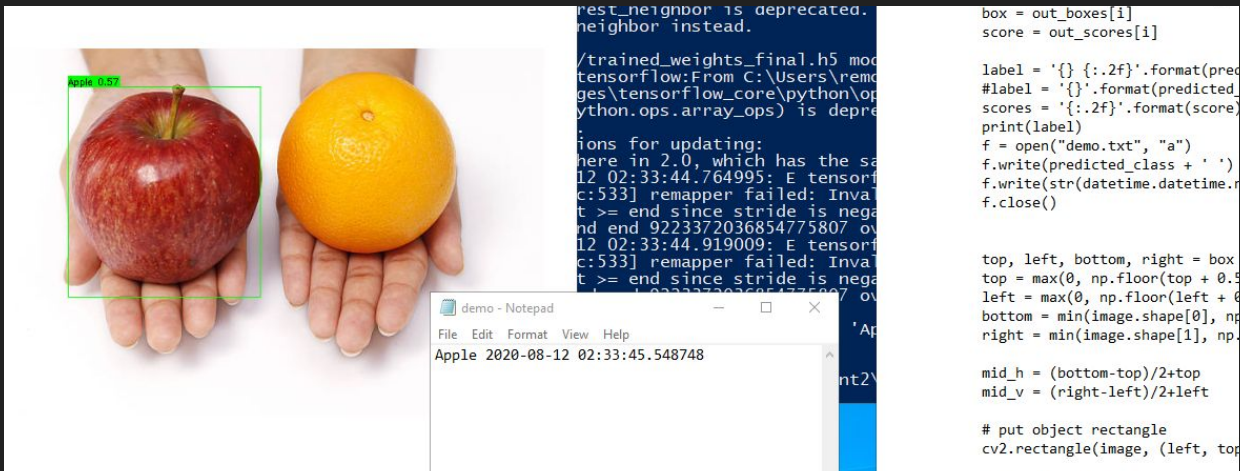 Apple 0.57
rest_neighbor is deprecated.
neighbor instead.
/trained_weights_final.h5 mod
tensorflow:From C:\Users\remo
ges\tensorflow_core\python\op
ython.ops.array_ops) is depre
.
ions for updating:
here in 2.0, which has the sa
12 02:33:44.764995: E tensorf
c:533] remapper failed: Inval
t >= end since stride is nega
nd end 9223372036854775807 ov
12 02:33:44.919009: E tensorf
c:533] remapper failed: Inval
t >= end since stride is nega
'Ap
nt2\
demo - Notepad
File Edit Format View Help
Apple 2020-08-12 02:33:45.548748
box = out_boxes[i]
score = out_scores[i]
label = '{} {:.2f}'.format(pred
#label = '{}'.format(predicted_
scores = '{:.2f}'.format(score)
print(label)
f = open("demo.txt", "a")
f.write(predicted_class + ' ')
f.write(str(datetime.datetime.n
f.close()
top, left, bottom, right = box
top = max(0, np.floor(top + 0.5
left = max(0, np.floor(left + 0
bottom = min(image.shape[0], np
right = min(image.shape[1], np.
mid_h = (bottom-top)/2+top
mid_v = (right-left)/2+left
# put object rectangle
cv2.rectangle(image, (left, top